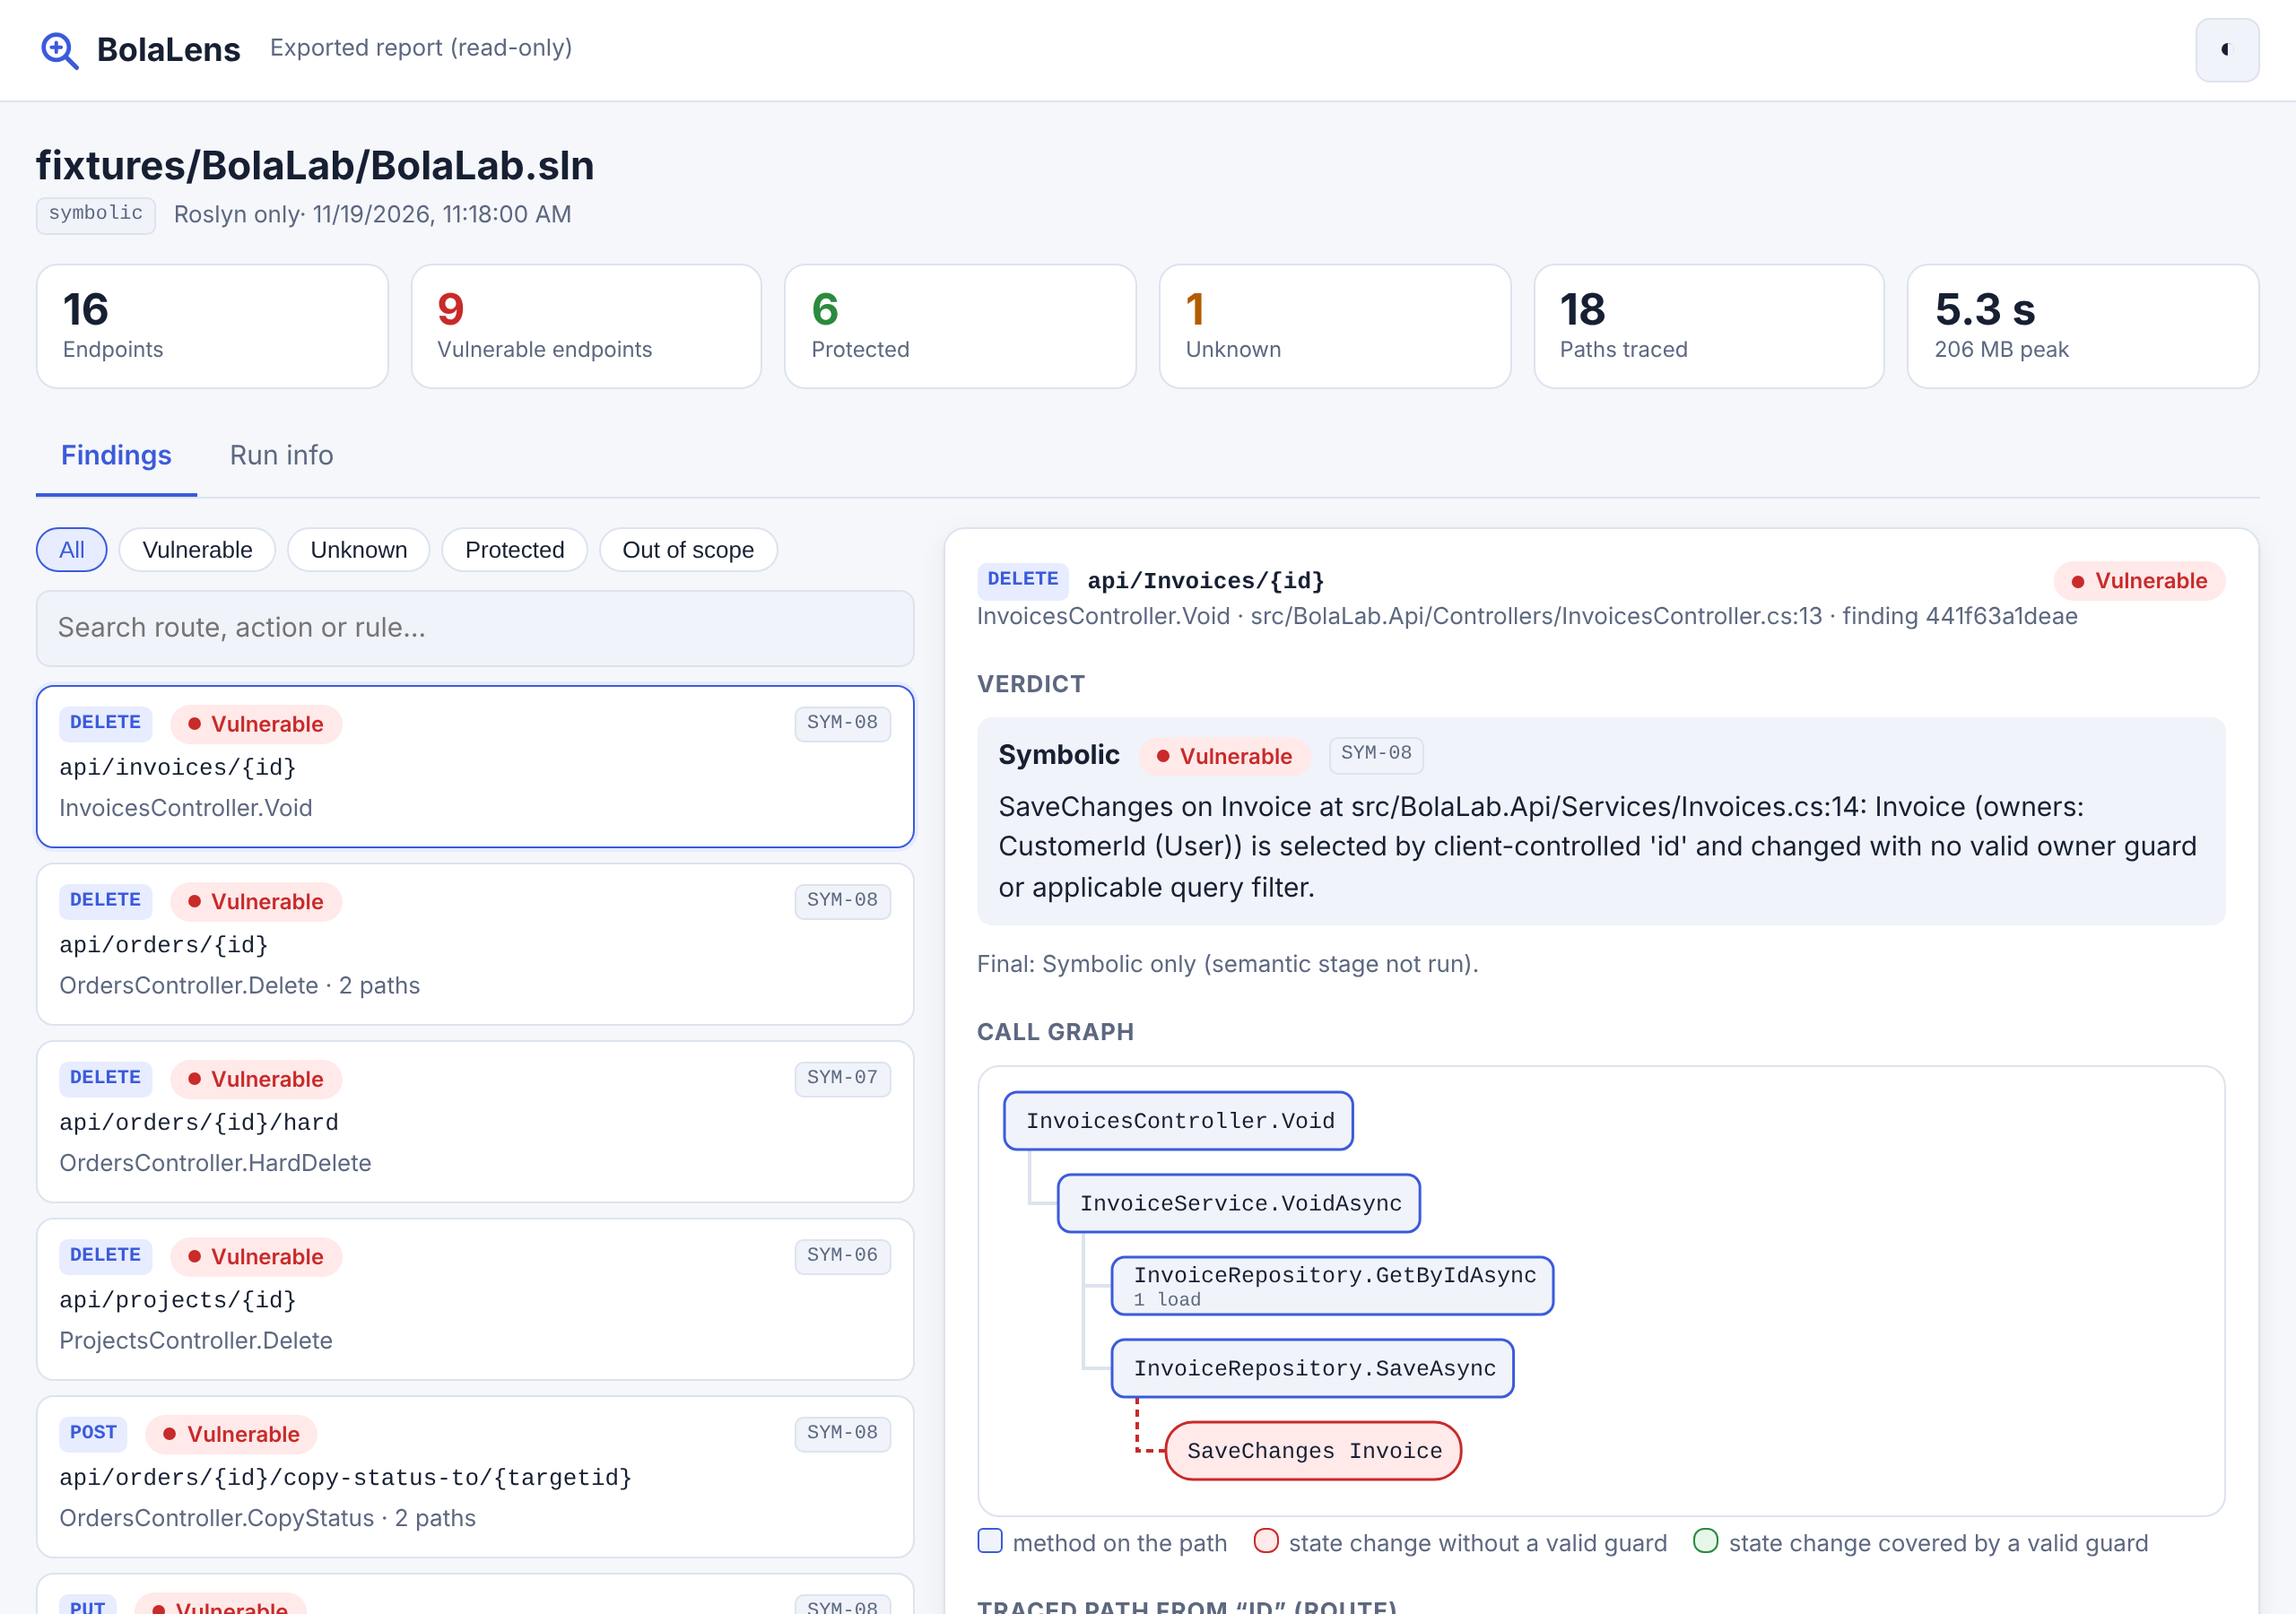 BolaLens
Exported report (read-only)
fixtures/BolaLab/BolaLab.sln
symbolic
Roslyn only· 11/19/2026, 11:18:00 AM
16
Endpoints
9
Vulnerable endpoints
6
Protected
1
Unknown
18
Paths traced
5.3 s
206 MB peak
Findings
Run info
All
Vulnerable
Unknown
Protected
Out of scope
Search route, action or rule...
DELETE
Vulnerable
SYM-08
api/invoices/{id}
InvoicesController.Void
DELETE
Vulnerable
SYM-08
api/orders/{id}
OrdersController.Delete · 2 paths
DELETE
Vulnerable
SYM-07
api/orders/{id}/hard
OrdersController.HardDelete
DELETE
Vulnerable
SYM-06
api/projects/{id}
ProjectsController.Delete
POST
Vulnerable
SYM-08
api/orders/{id}/copy-status-to/{targetid}
OrdersController.CopyStatus · 2 paths
PUT
Vulnerable
SYM-08
DELETE
api/Invoices/{id}
Vulnerable
InvoicesController.Void · src/BolaLab.Api/Controllers/InvoicesController.cs:13 · finding 441f63a1deae
VERDICT
Symbolic
Vulnerable
SYM-08
SaveChanges on Invoice at src/BolaLab.Api/Services/Invoices.cs:14: Invoice (owners:
CustomerId (User)) is selected by client-controlled 'id' and changed with no valid owner guard
or applicable query filter.
Final: Symbolic only (semantic stage not run).
CALL GRAPH
InvoicesController.Void
InvoiceService.VoidAsync
InvoiceRepository.GetByIdAsync
1 load
InvoiceRepository.SaveAsync
SaveChanges Invoice
method on the path
state change without a valid guard
state change covered by a valid guard
TRACED PATH FROM “ID” (ROUTE)